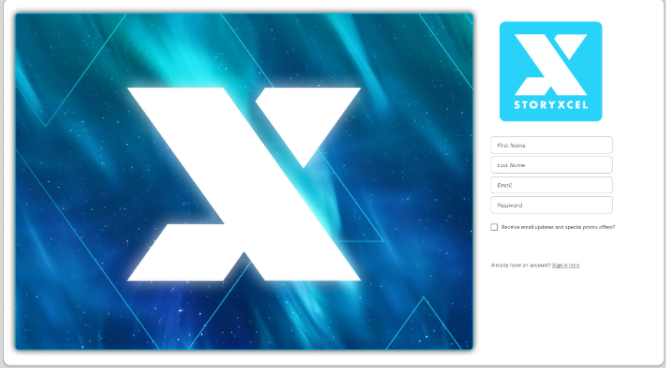 STORYXCEL
First Name
Last Name
Email
Password
Receive email updates and special promo offers?
Already have an account? Sign in here